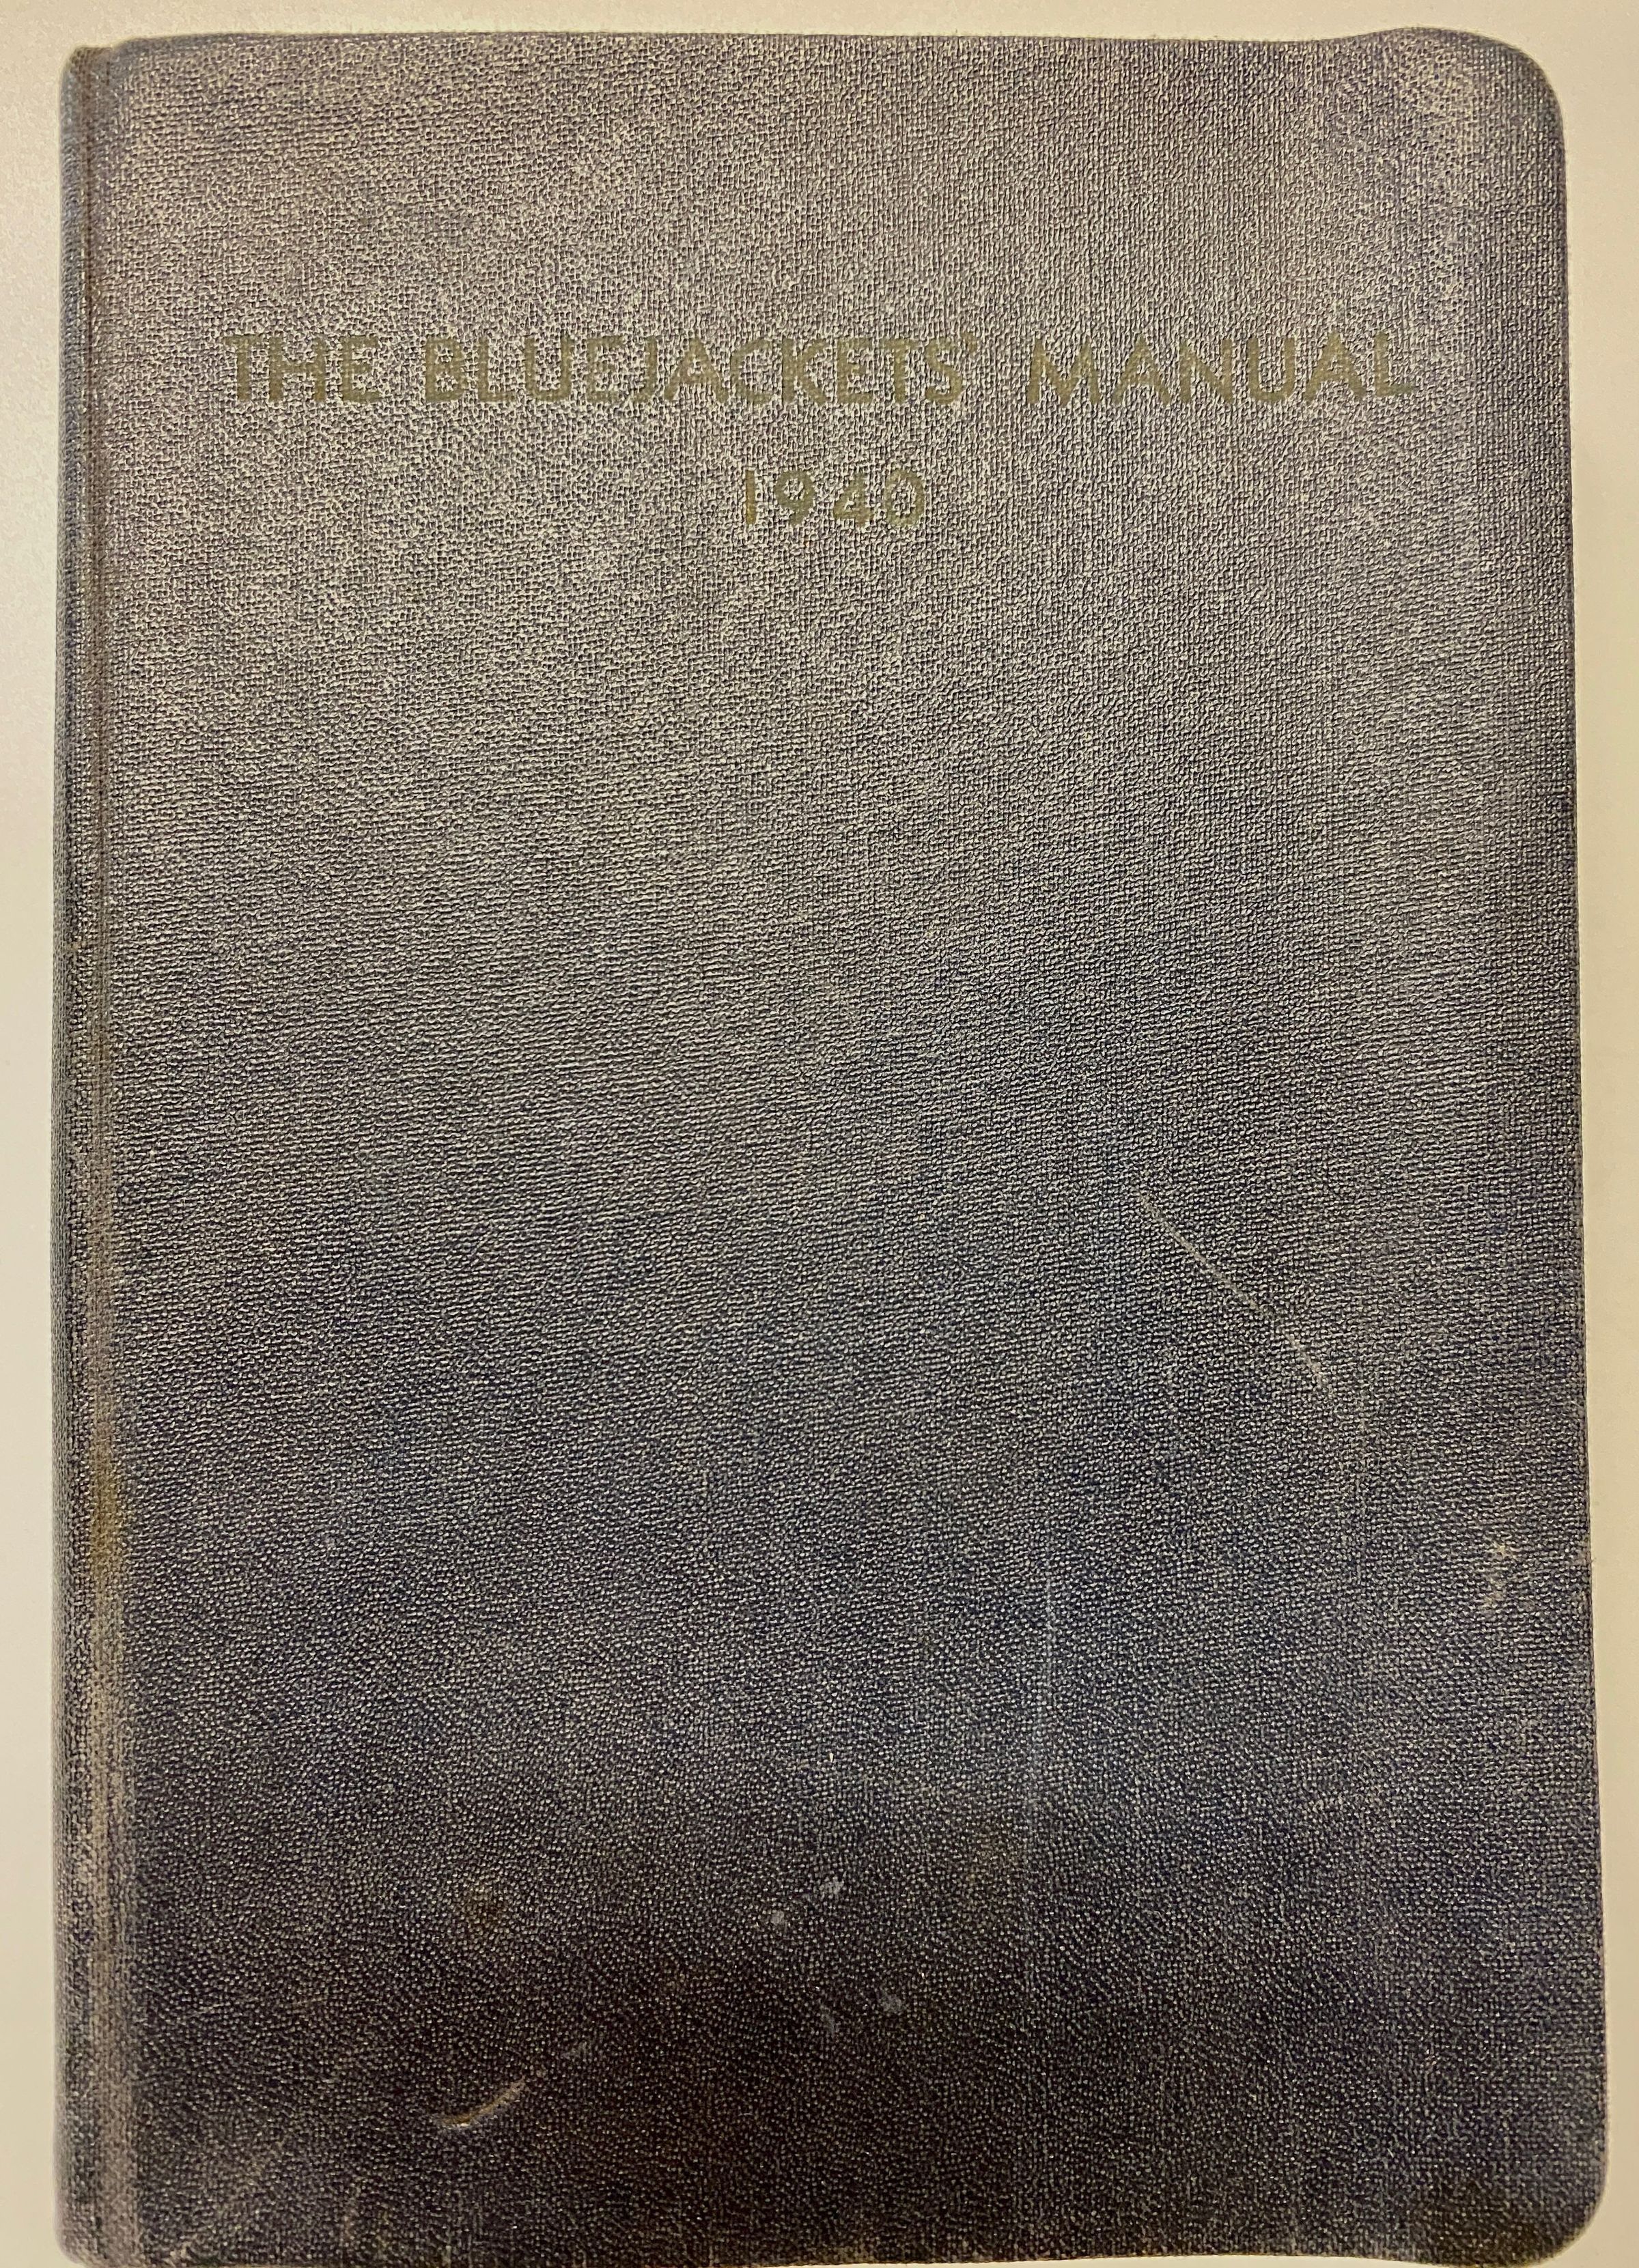 THE BLUEJACKETS' MANUAL
1940